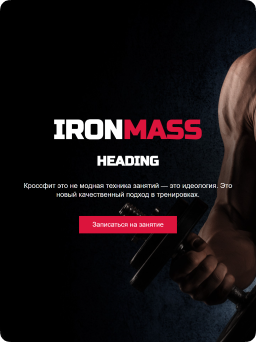 IRONMASS
HEADING
Кроссфит это не модная техника занятий — это идеология. Это
новый качественный подход в тренировках.
Записаться на занятие